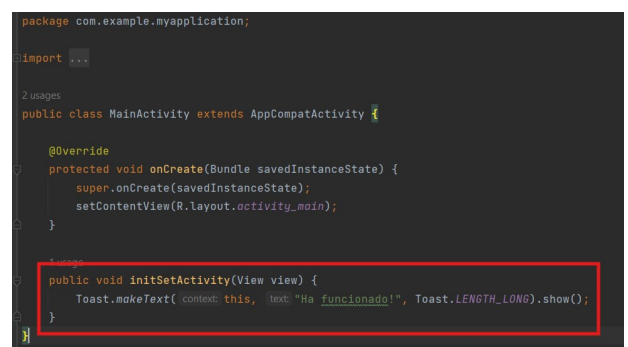 package com.example.myapplication;
import ...
2 usages
public class MainActivity extends AppCompatActivity {
@Override
protected void onCreate(Bundle savedInstanceState) {
super.onCreate(savedInstanceState);
setContentView(R.layout.activity_main);
}
1 usage
public void initSetActivity(View view) {
Toast.makeText( context: this, text: "Ha funcionado!", Toast.LENGTH_LONG).show();
}
}